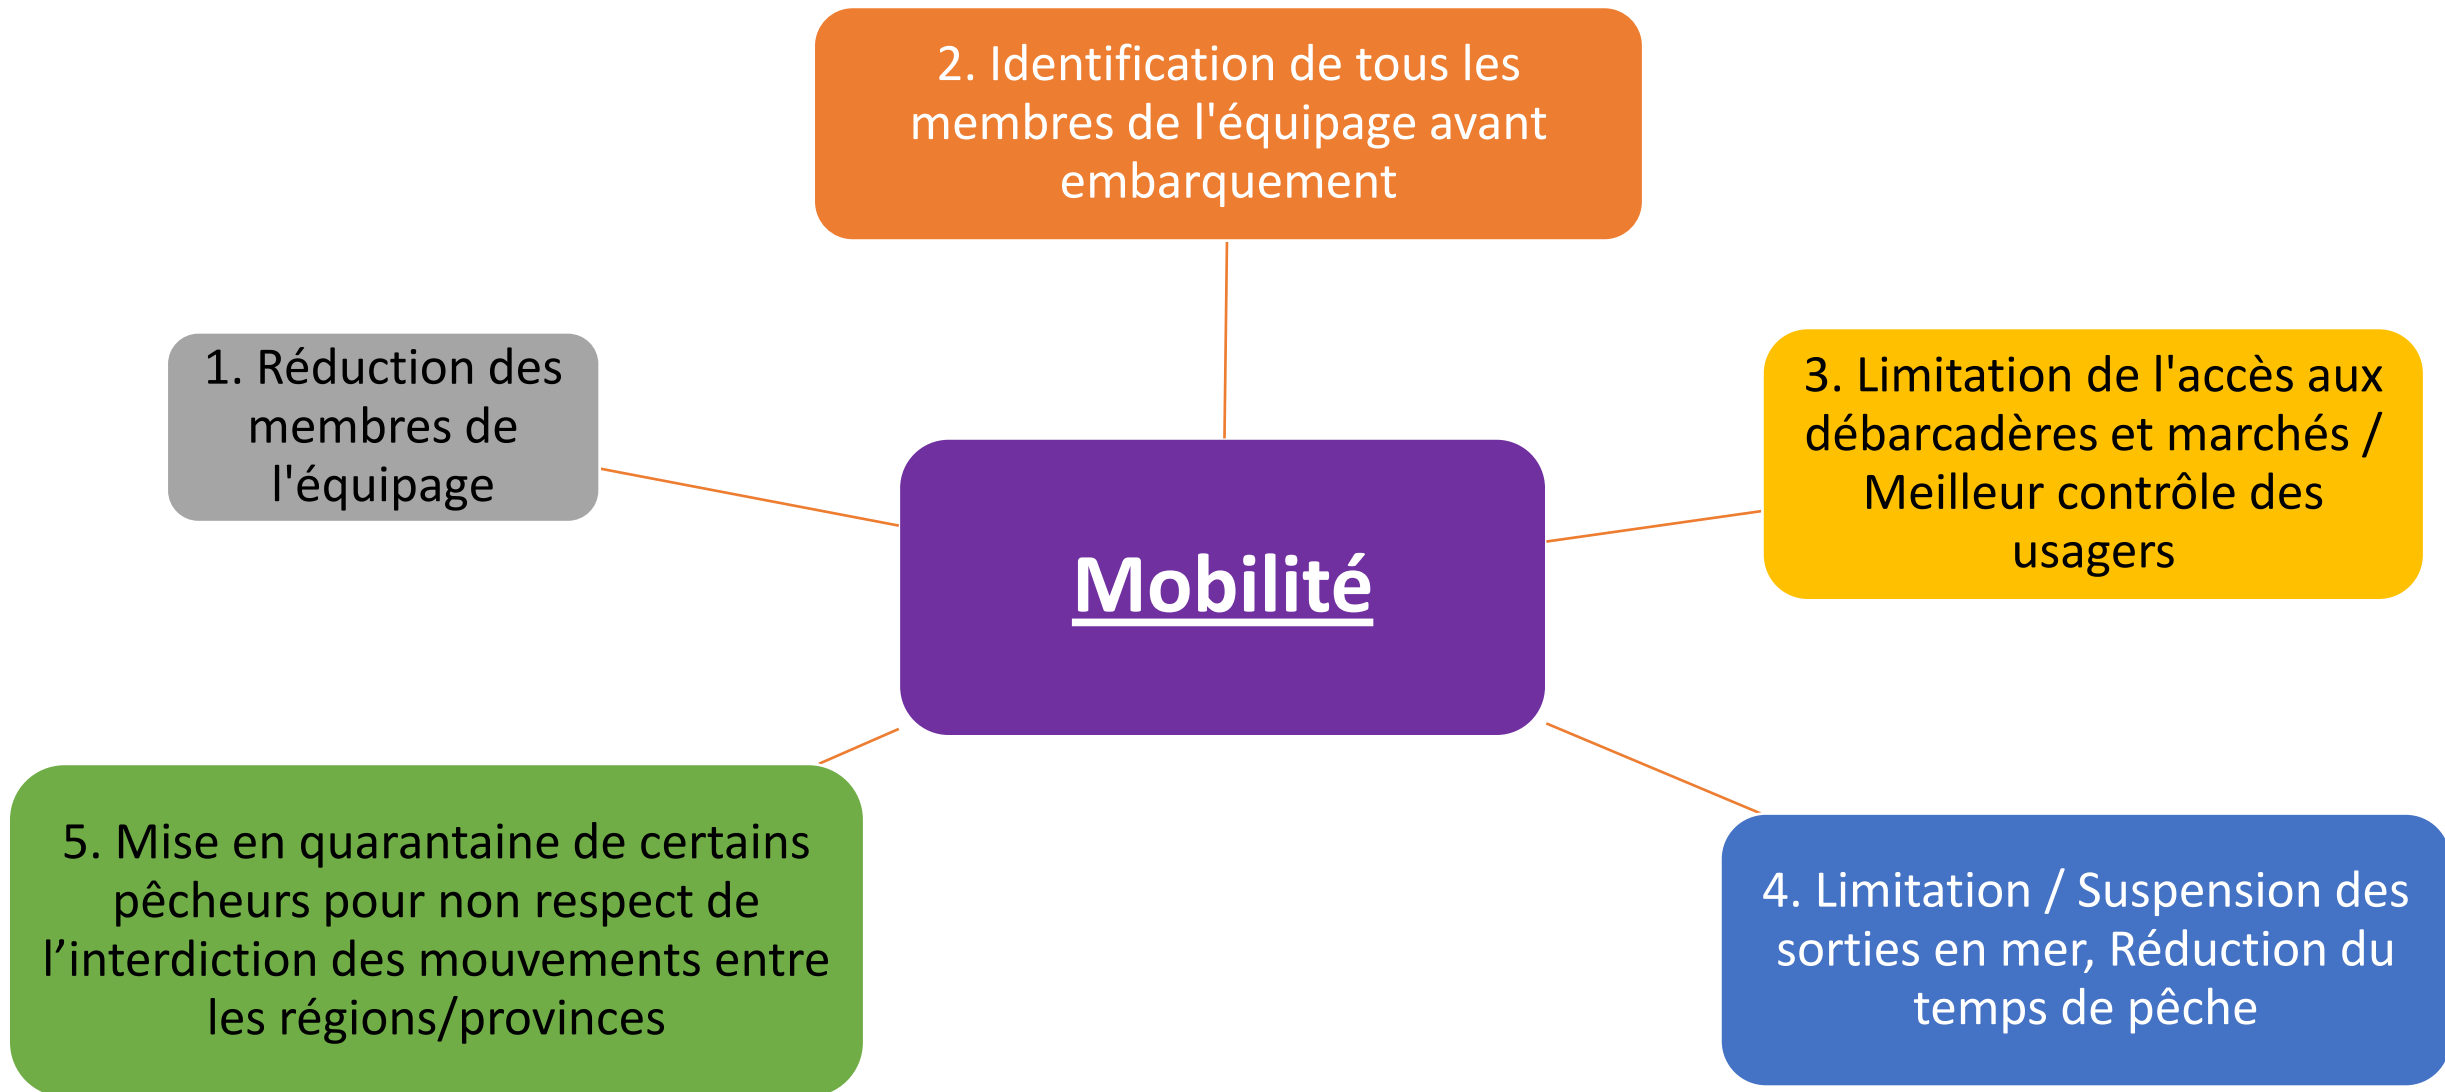 2. Identification de tous les
membres de l'équipage avant
embarquement
1. Réduction des
membres de
l'équipage
3. Limitation de l'accès aux
débarcadères et marchés /
Meilleur contrôle des
usagers
Mobilité
5. Mise en quarantaine de certains
pêcheurs pour non respect de
l’interdiction des mouvements entre
les régions/provinces
4. Limitation / Suspension des
sorties en mer, Réduction du
temps de pêche